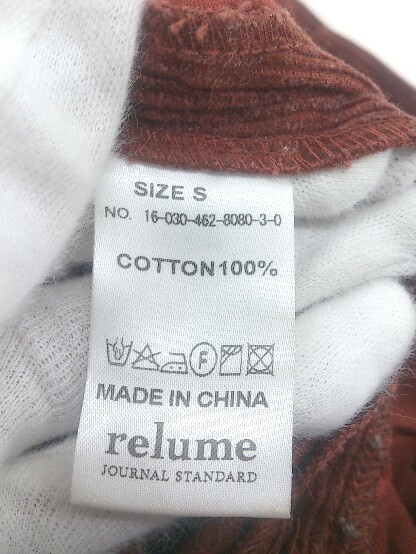 SIZE S
NO. 16-030-462-8080-3-0
COTTON100%
F
MADE IN CHINA
relume
JOURNAL STANDARD